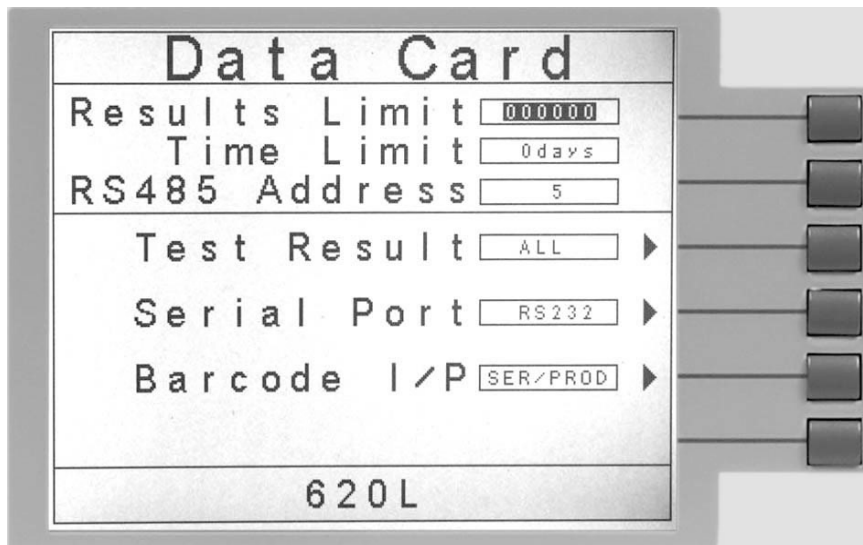 Data Card
Results Limit 000000
Time Limit 0days
RS485 Address 5
Test Result ALL
Serial Port RS232
Barcode I/P SER/PROD
620L